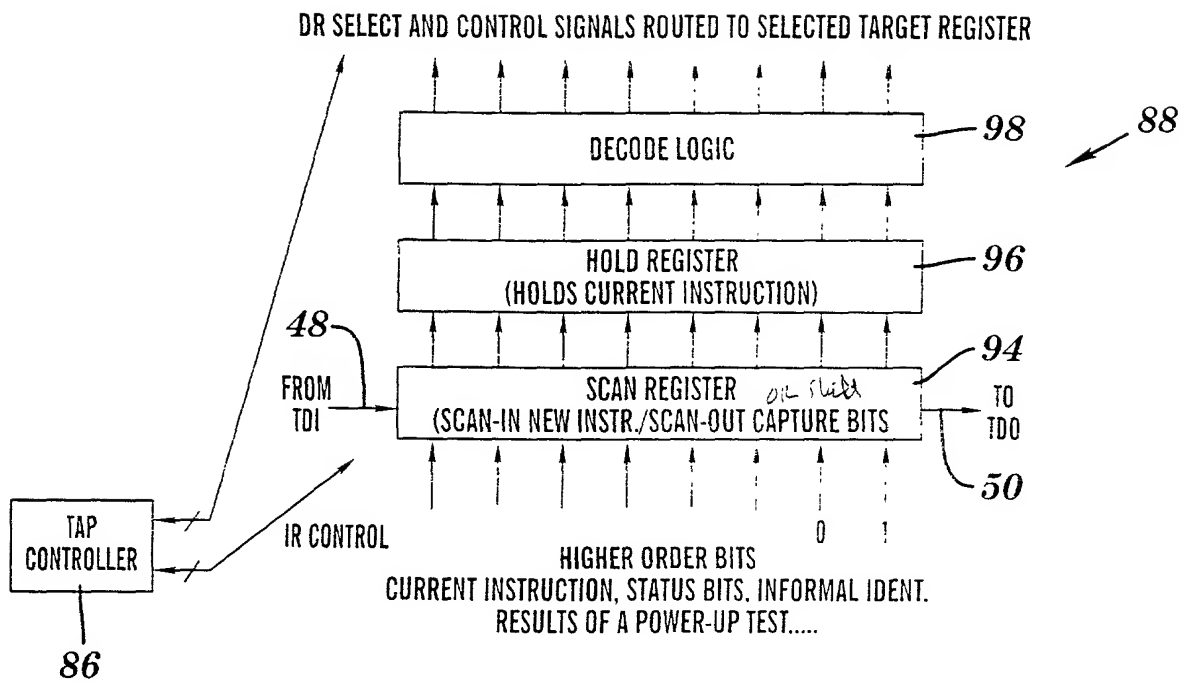 DR SELECT AND CONTROL SIGNALS ROUTED TO SELECTED TARGET REGISTER
DECODE LOGIC
98
88
HOLD REGISTER
(HOLDS CURRENT INSTRUCTION)
96
48
94
FROM
TDI
SCAN REGISTER
(SCAN-IN NEW INSTR./SCAN-OUT CAPTURE BITS
TO
TDO
50
0 1
TAP
CONTROLLER
86
IR CONTROL
HIGHER ORDER BITS
CURRENT INSTRUCTION, STATUS BITS, INFORMAL IDENT.
RESULTS OF A POWER-UP TEST.....